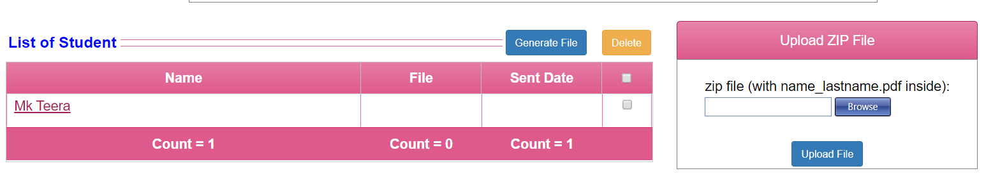 List of Student
Generate File
Delete
Name File Sent Date
Mk Teera
Count = 1 Count = 0 Count = 1
Upload ZIP File
zip file (with name_lastname.pdf inside):
Browse
Upload File